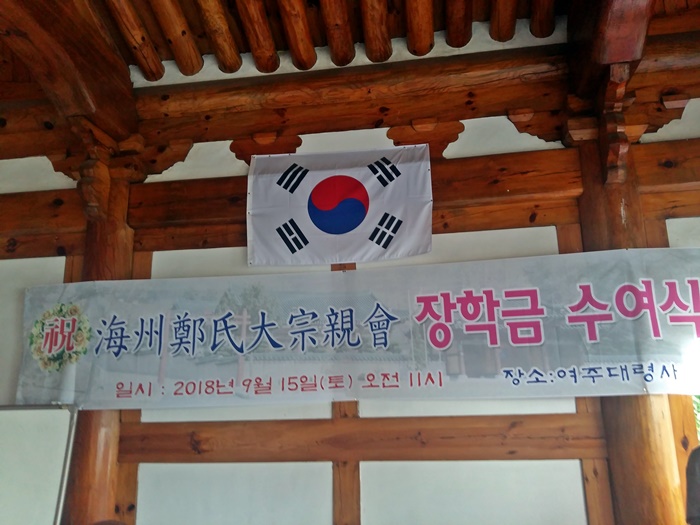 祝 海州鄭氏大宗親會 장학금 수여식
일시 : 2018년 9월 15일(토) 오전 11시 장소:여주대령사